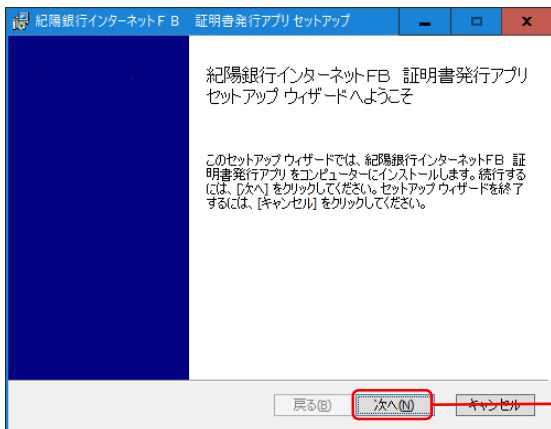 紀陽銀行インターネットＦＢ　証明書発行アプリ セットアップ
紀陽銀行インターネットFB　証明書発行アプリ
セットアップ ウィザードへようこそ
このセットアップ ウィザードでは、紀陽銀行インターネットFB　証
明書発行アプリ をコンピューターにインストールします。続行する
には、[次へ] をクリックしてください。セットアップ ウィザードを終了
するには、[キャンセル] をクリックしてください。
戻る(B) 次へ(N) キャンセル